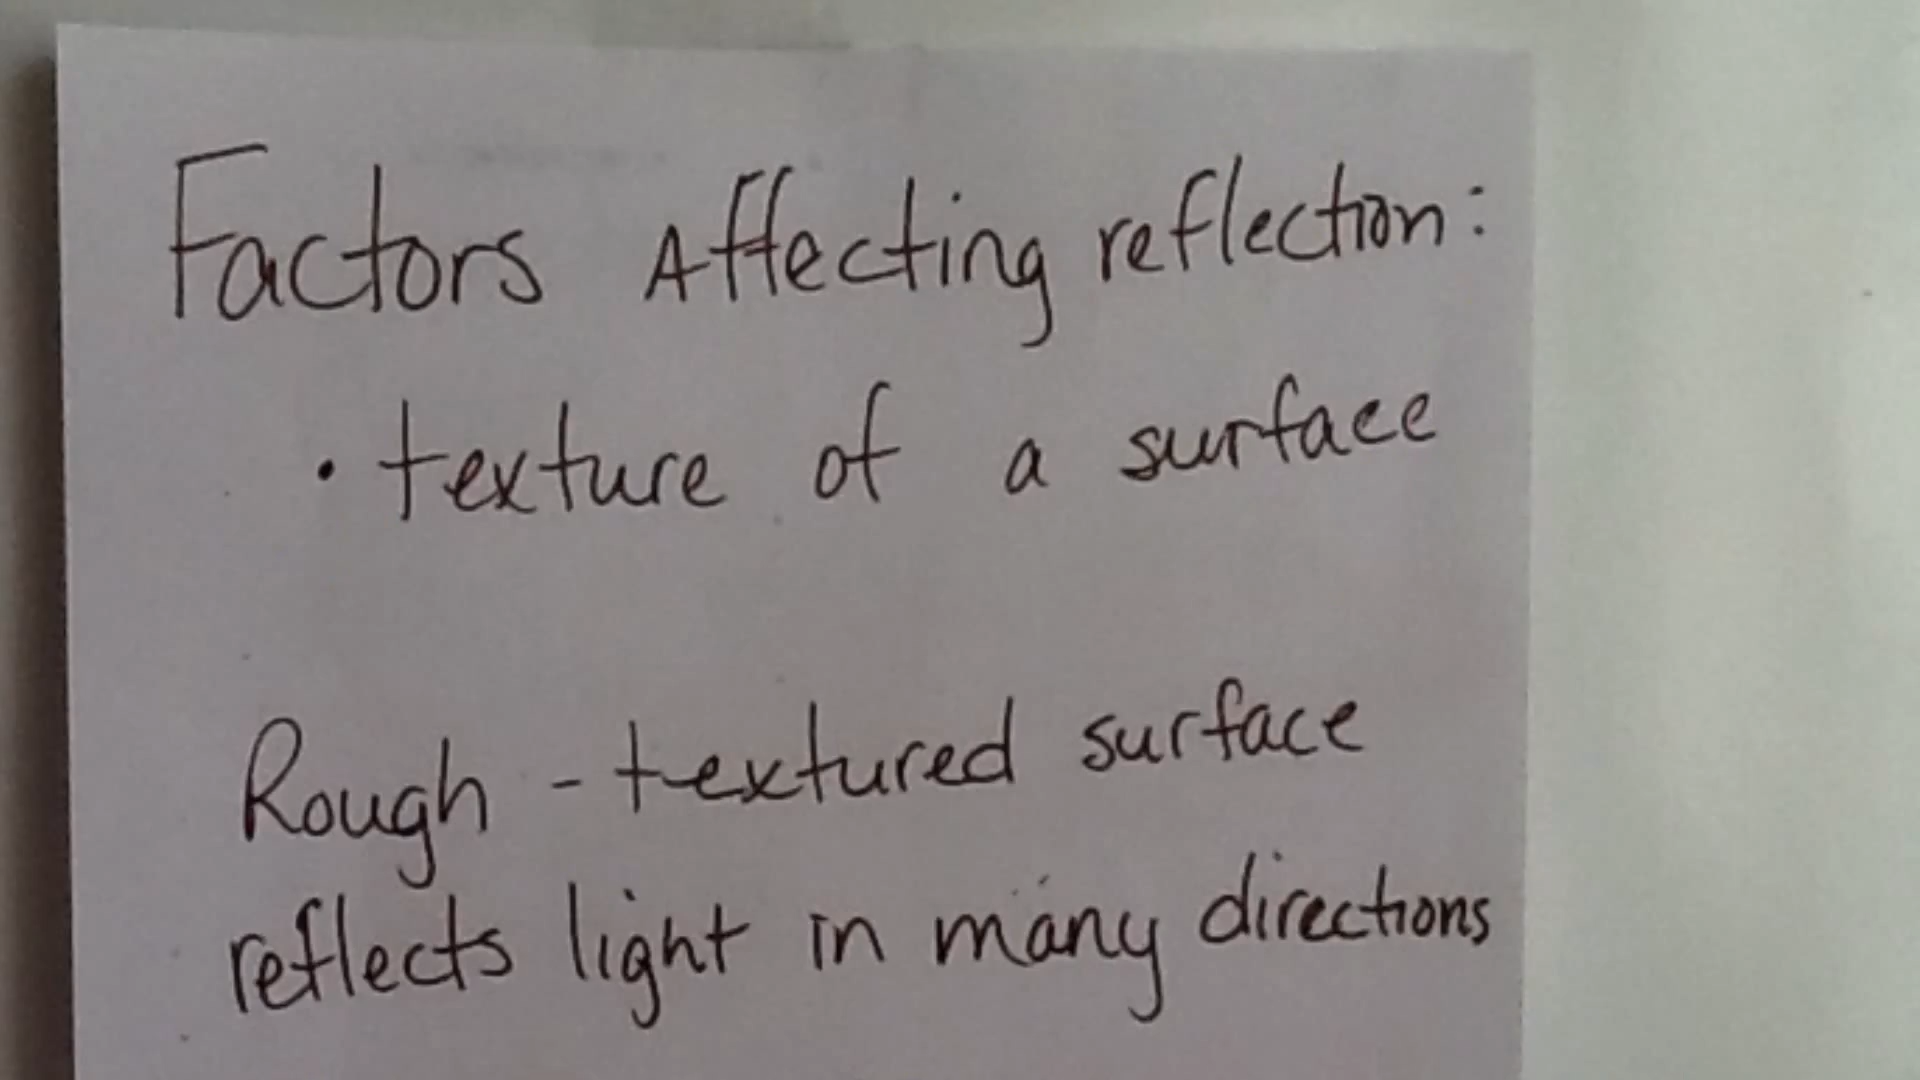 Factors Affecting reflection:
• texture of a surface
Rough - textured surface
reflects light in many directions